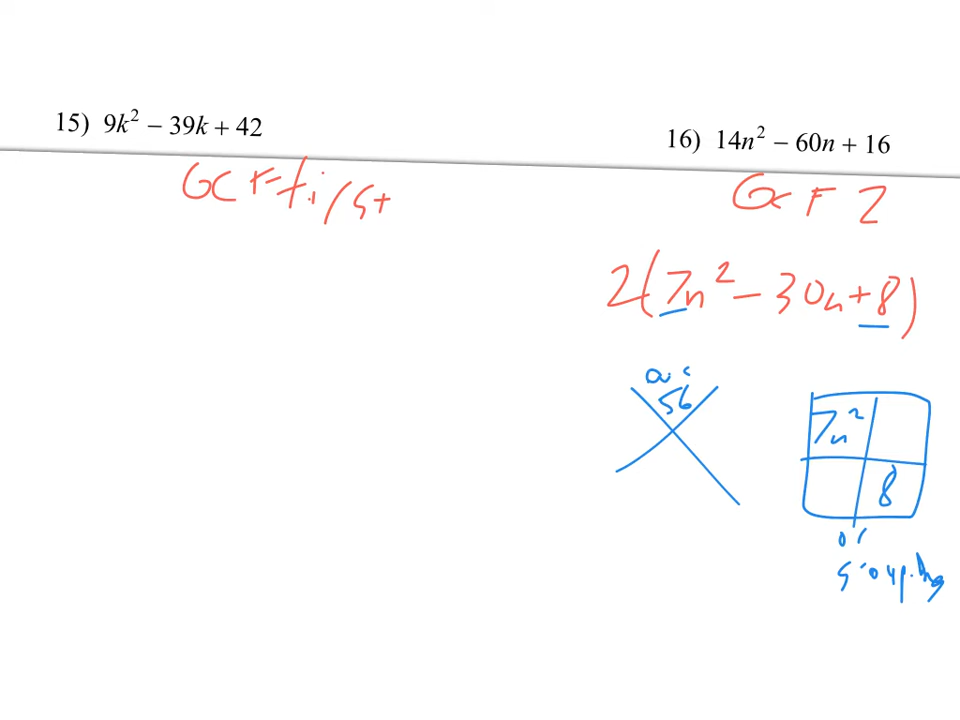 15) 9k² − 39k + 42
GCF first
16) 14n² − 60n + 16
GCF 2
2(7n² − 30n + 8)
a·c
56
7n²
8
or
grouping